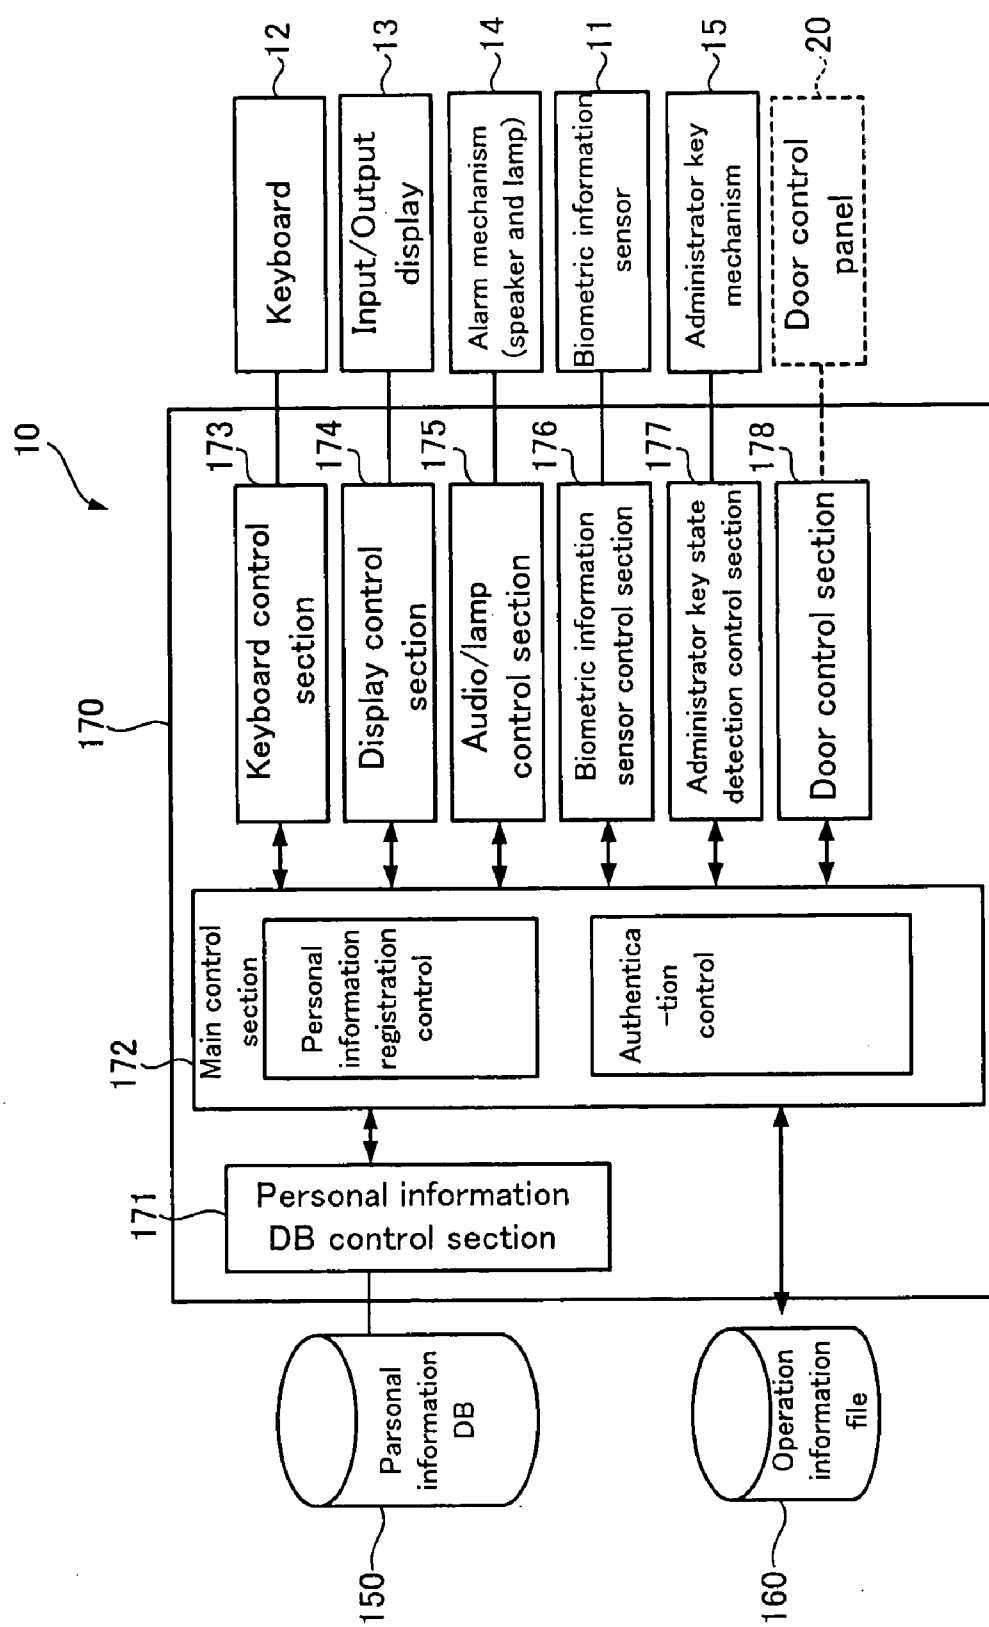 10
170
150
Parsonal
information
DB
160
Operation
information
file
171
Personal information
DB control section
172
Main control
section
Personal
information
registration
control
Authentica
-tion
control
173
Keyboard control
section
174
Display control
section
175
Audio/lamp
control section
176
Biometric information
sensor control section
177
Administrator key state
detection control section
178
Door control section
12
Keyboard
13
Input/Output
display
14
Alarm mechanism
(speaker and lamp)
11
Biometric information
sensor
15
Administrator key
mechanism
20
Door control
panel